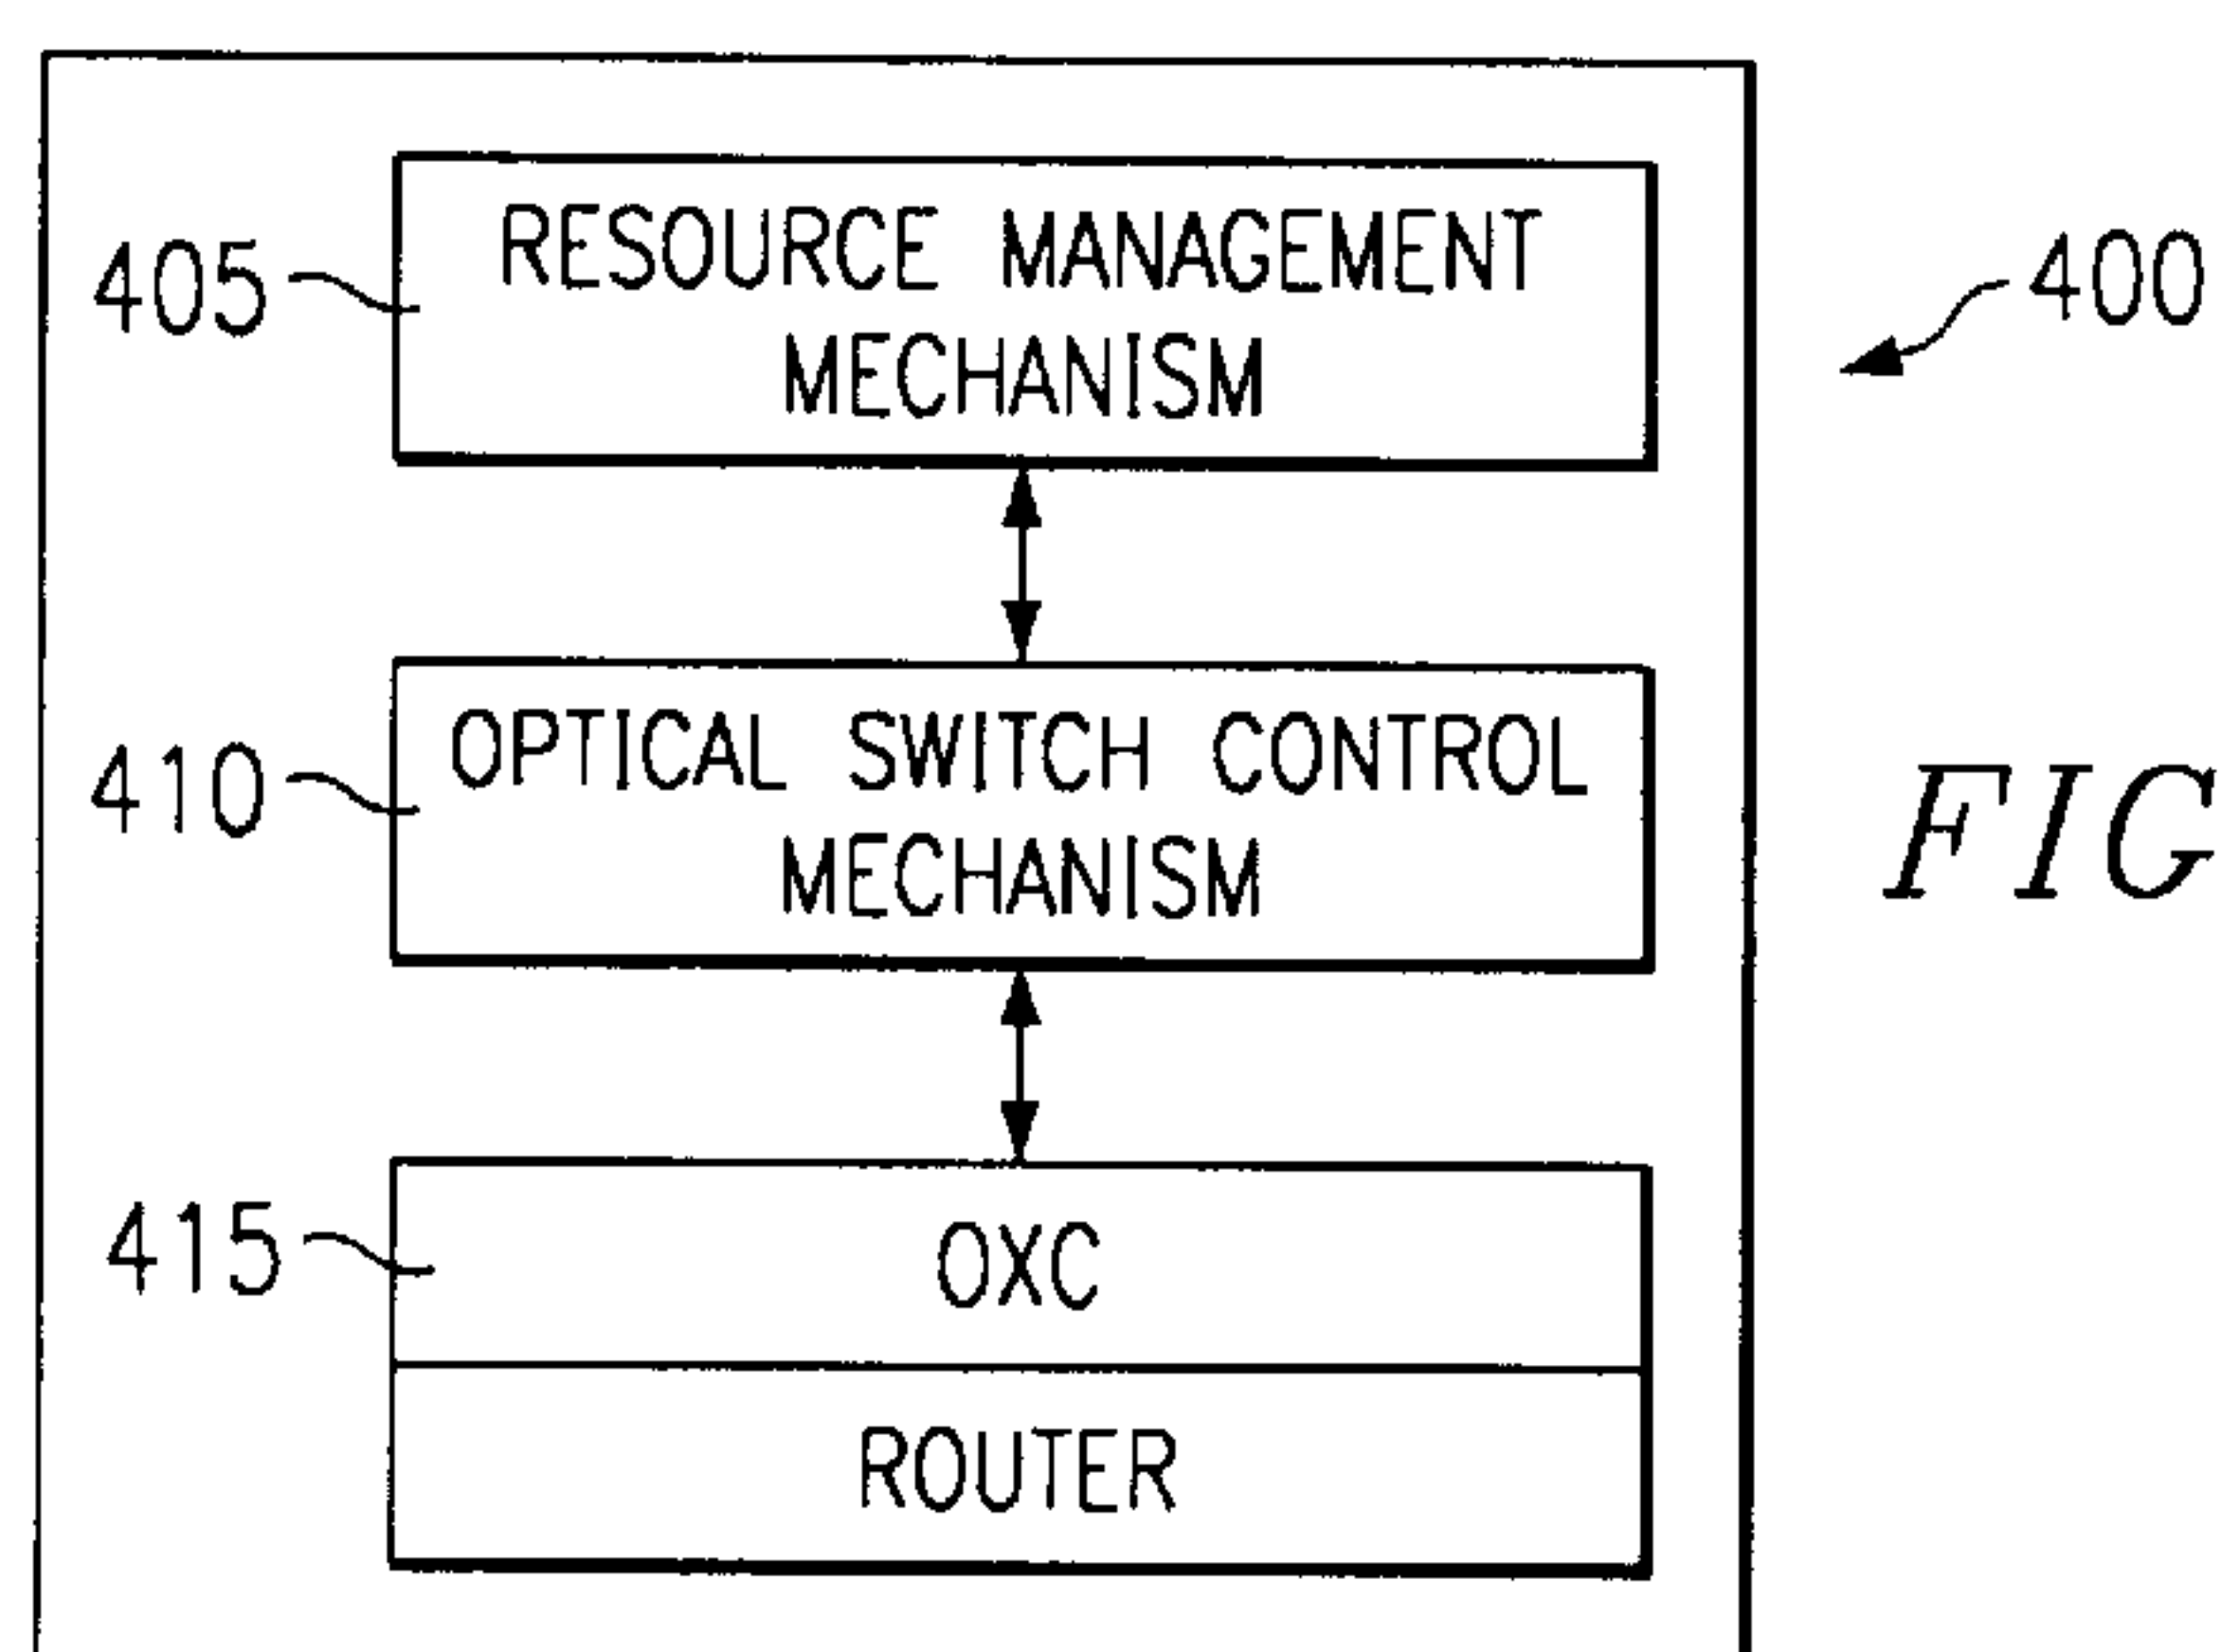 405
RESOURCE MANAGEMENT
MECHANISM
400
410
OPTICAL SWITCH CONTROL
MECHANISM
FIG
415
OXC
ROUTER